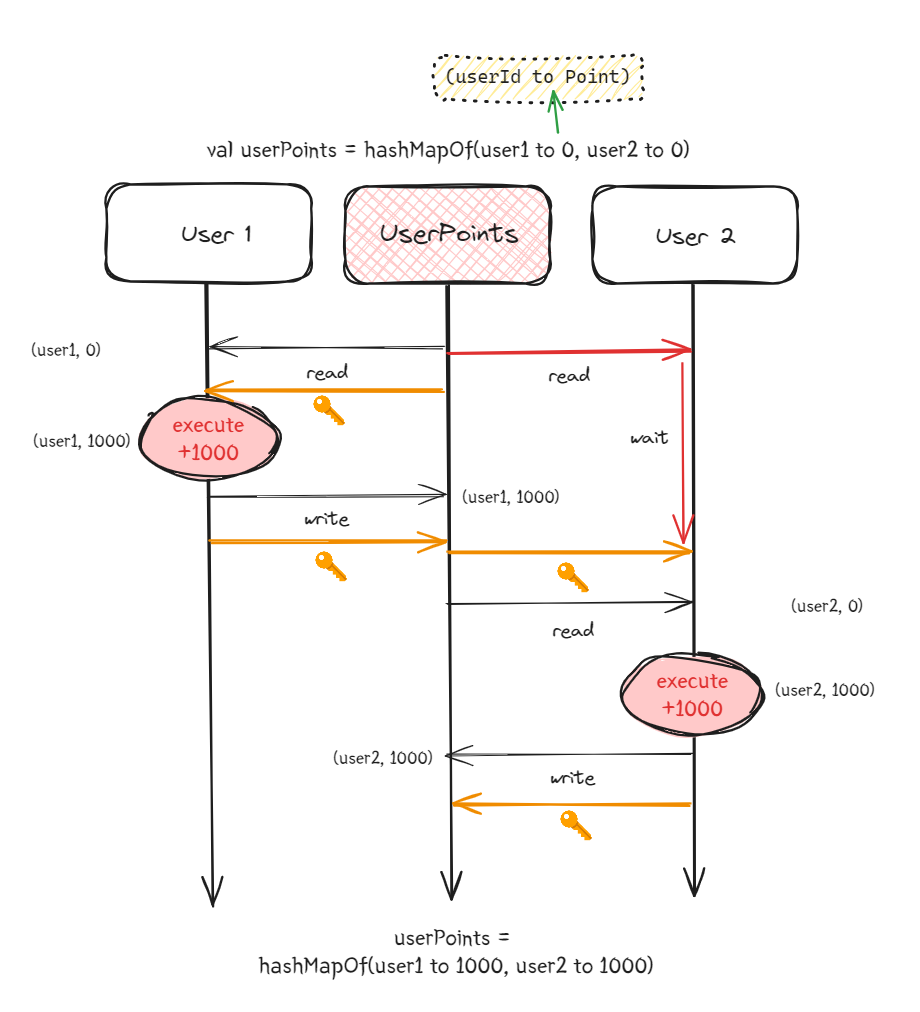 (userId to Point)
val userPoints = hashMapOf(user1 to 0, user2 to 0)
User 1
UserPoints
User 2
(user1, 0)
read
read
execute
+1000
(user1, 1000)
wait
(user1, 1000)
write
(user2, 0)
read
execute
+1000
(user2, 1000)
(user2, 1000)
write
userPoints =
hashMapOf(user1 to 1000, user2 to 1000)